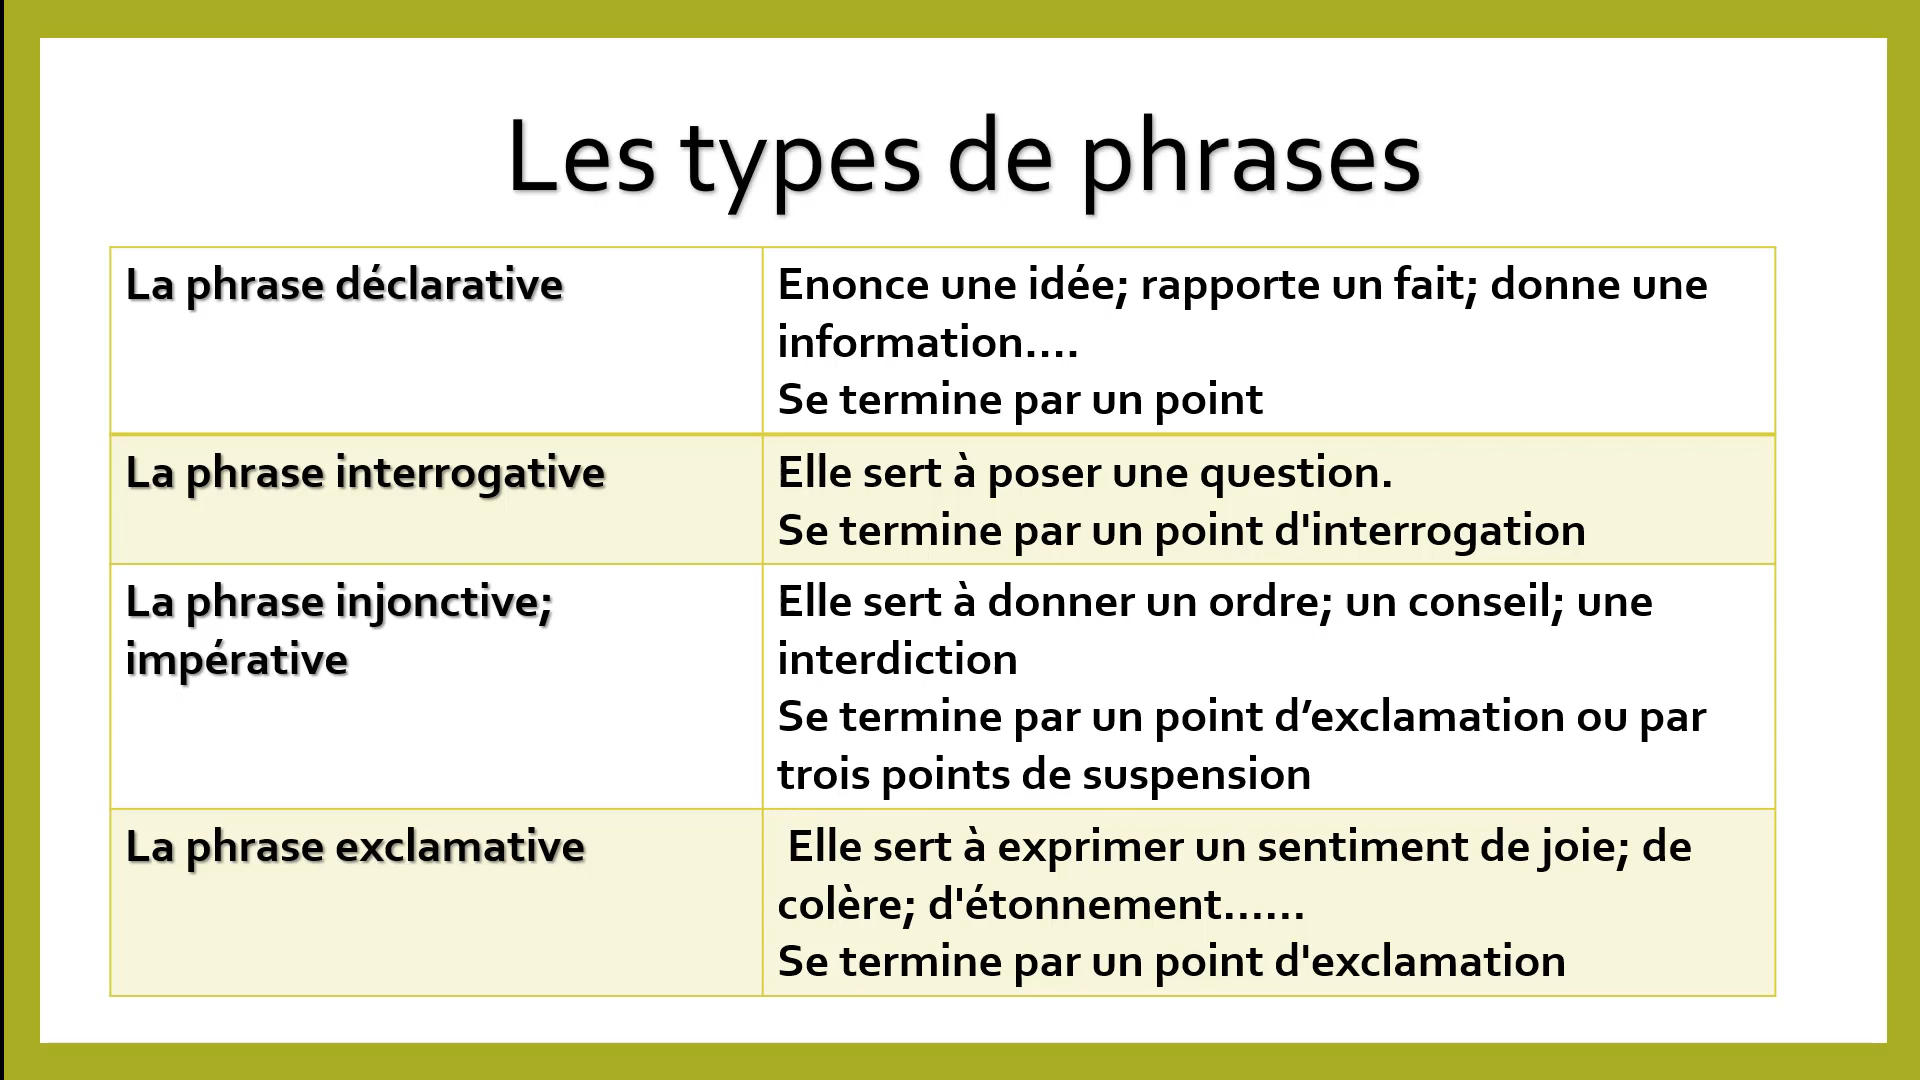 Les types de phrases
La phrase déclarative
Enonce une idée; rapporte un fait; donne une
information....
Se termine par un point
La phrase interrogative
Elle sert à poser une question.
Se termine par un point d'interrogation
La phrase injonctive;
impérative
Elle sert à donner un ordre; un conseil; une
interdiction
Se termine par un point d’exclamation ou par
trois points de suspension
La phrase exclamative
Elle sert à exprimer un sentiment de joie; de
colère; d'étonnement......
Se termine par un point d'exclamation